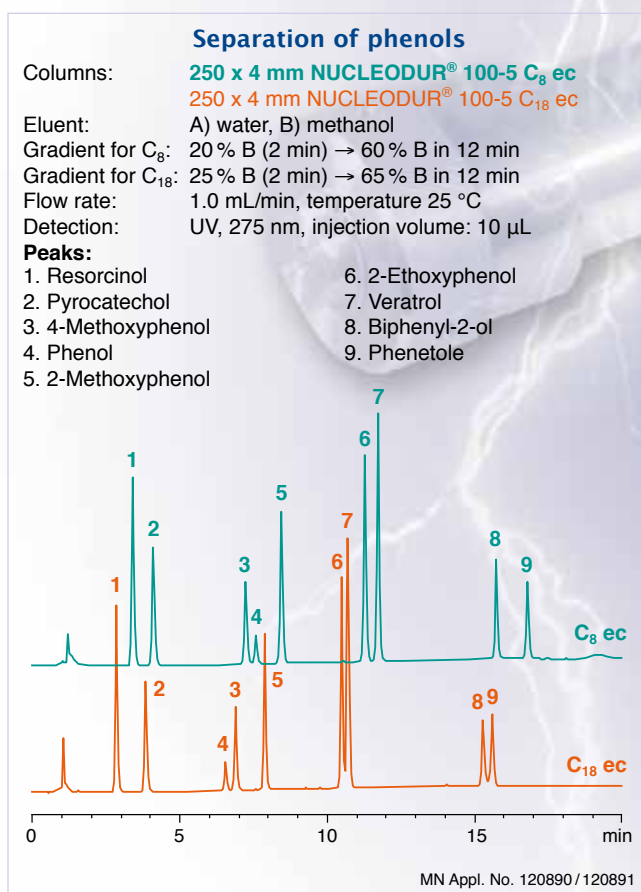 Separation of phenols
Columns: 250 x 4 mm NUCLEODUR® 100-5 C₈ ec
250 x 4 mm NUCLEODUR® 100-5 C₁₈ ec
Eluent: A) water, B) methanol
Gradient for C₈: 20 % B (2 min) → 60 % B in 12 min
Gradient for C₁₈: 25 % B (2 min) → 65 % B in 12 min
Flow rate: 1.0 mL/min, temperature 25 °C
Detection: UV, 275 nm, injection volume: 10 µL
Peaks:
1. Resorcinol
2. Pyrocatechol
3. 4-Methoxyphenol
4. Phenol
5. 2-Methoxyphenol
6. 2-Ethoxyphenol
7. Veratrol
8. Biphenyl-2-ol
9. Phenetole
1 2 3 4 5 6 7 8 9
C₈ ec
1 2 4 3 5 6 7 8 9
C₁₈ ec
0 5 10 15 min
MN Appl. No. 120890 / 120891